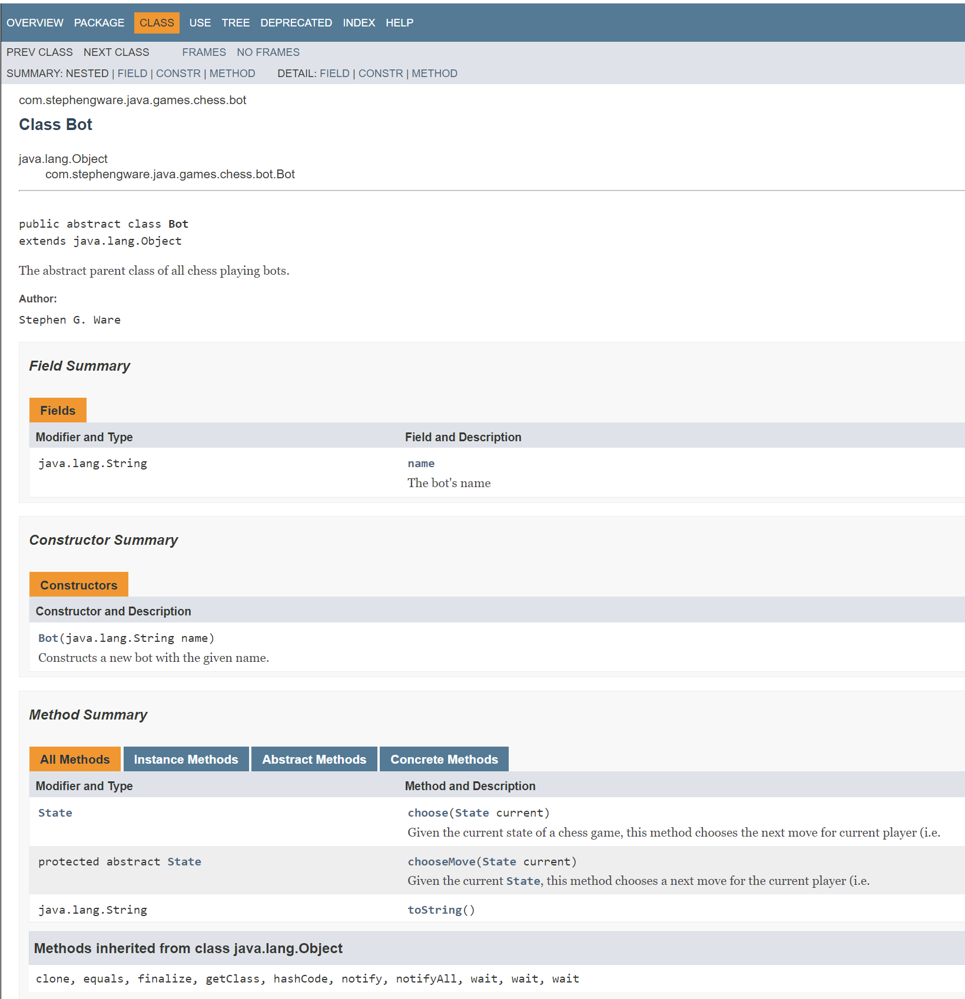 OVERVIEW PACKAGE CLASS USE TREE DEPRECATED INDEX HELP
PREV CLASS NEXT CLASS FRAMES NO FRAMES
SUMMARY: NESTED | FIELD | CONSTR | METHOD DETAIL: FIELD | CONSTR | METHOD
com.stephengware.java.games.chess.bot
Class Bot
java.lang.Object
com.stephengware.java.games.chess.bot.Bot
public abstract class Bot
extends java.lang.Object
The abstract parent class of all chess playing bots.
Author:
Stephen G. Ware
Field Summary
Fields
Modifier and Type Field and Description
java.lang.String name
The bot's name
Constructor Summary
Constructors
Constructor and Description
Bot(java.lang.String name)
Constructs a new bot with the given name.
Method Summary
All Methods Instance Methods Abstract Methods Concrete Methods
Modifier and Type Method and Description
State choose(State current)
Given the current state of a chess game, this method chooses the next move for current player (i.e.
protected abstract State chooseMove(State current)
Given the current State, this method chooses a next move for the current player (i.e.
java.lang.String toString()
Methods inherited from class java.lang.Object
clone, equals, finalize, getClass, hashCode, notify, notifyAll, wait, wait, wait